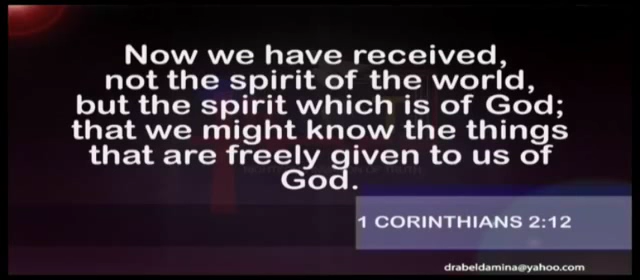 Now we have received,
not the spirit of the world,
but the spirit which is of God;
that we might know the things
that are freely given to us of
God.
1 CORINTHIANS 2:12
drabeldamina@yahoo.com